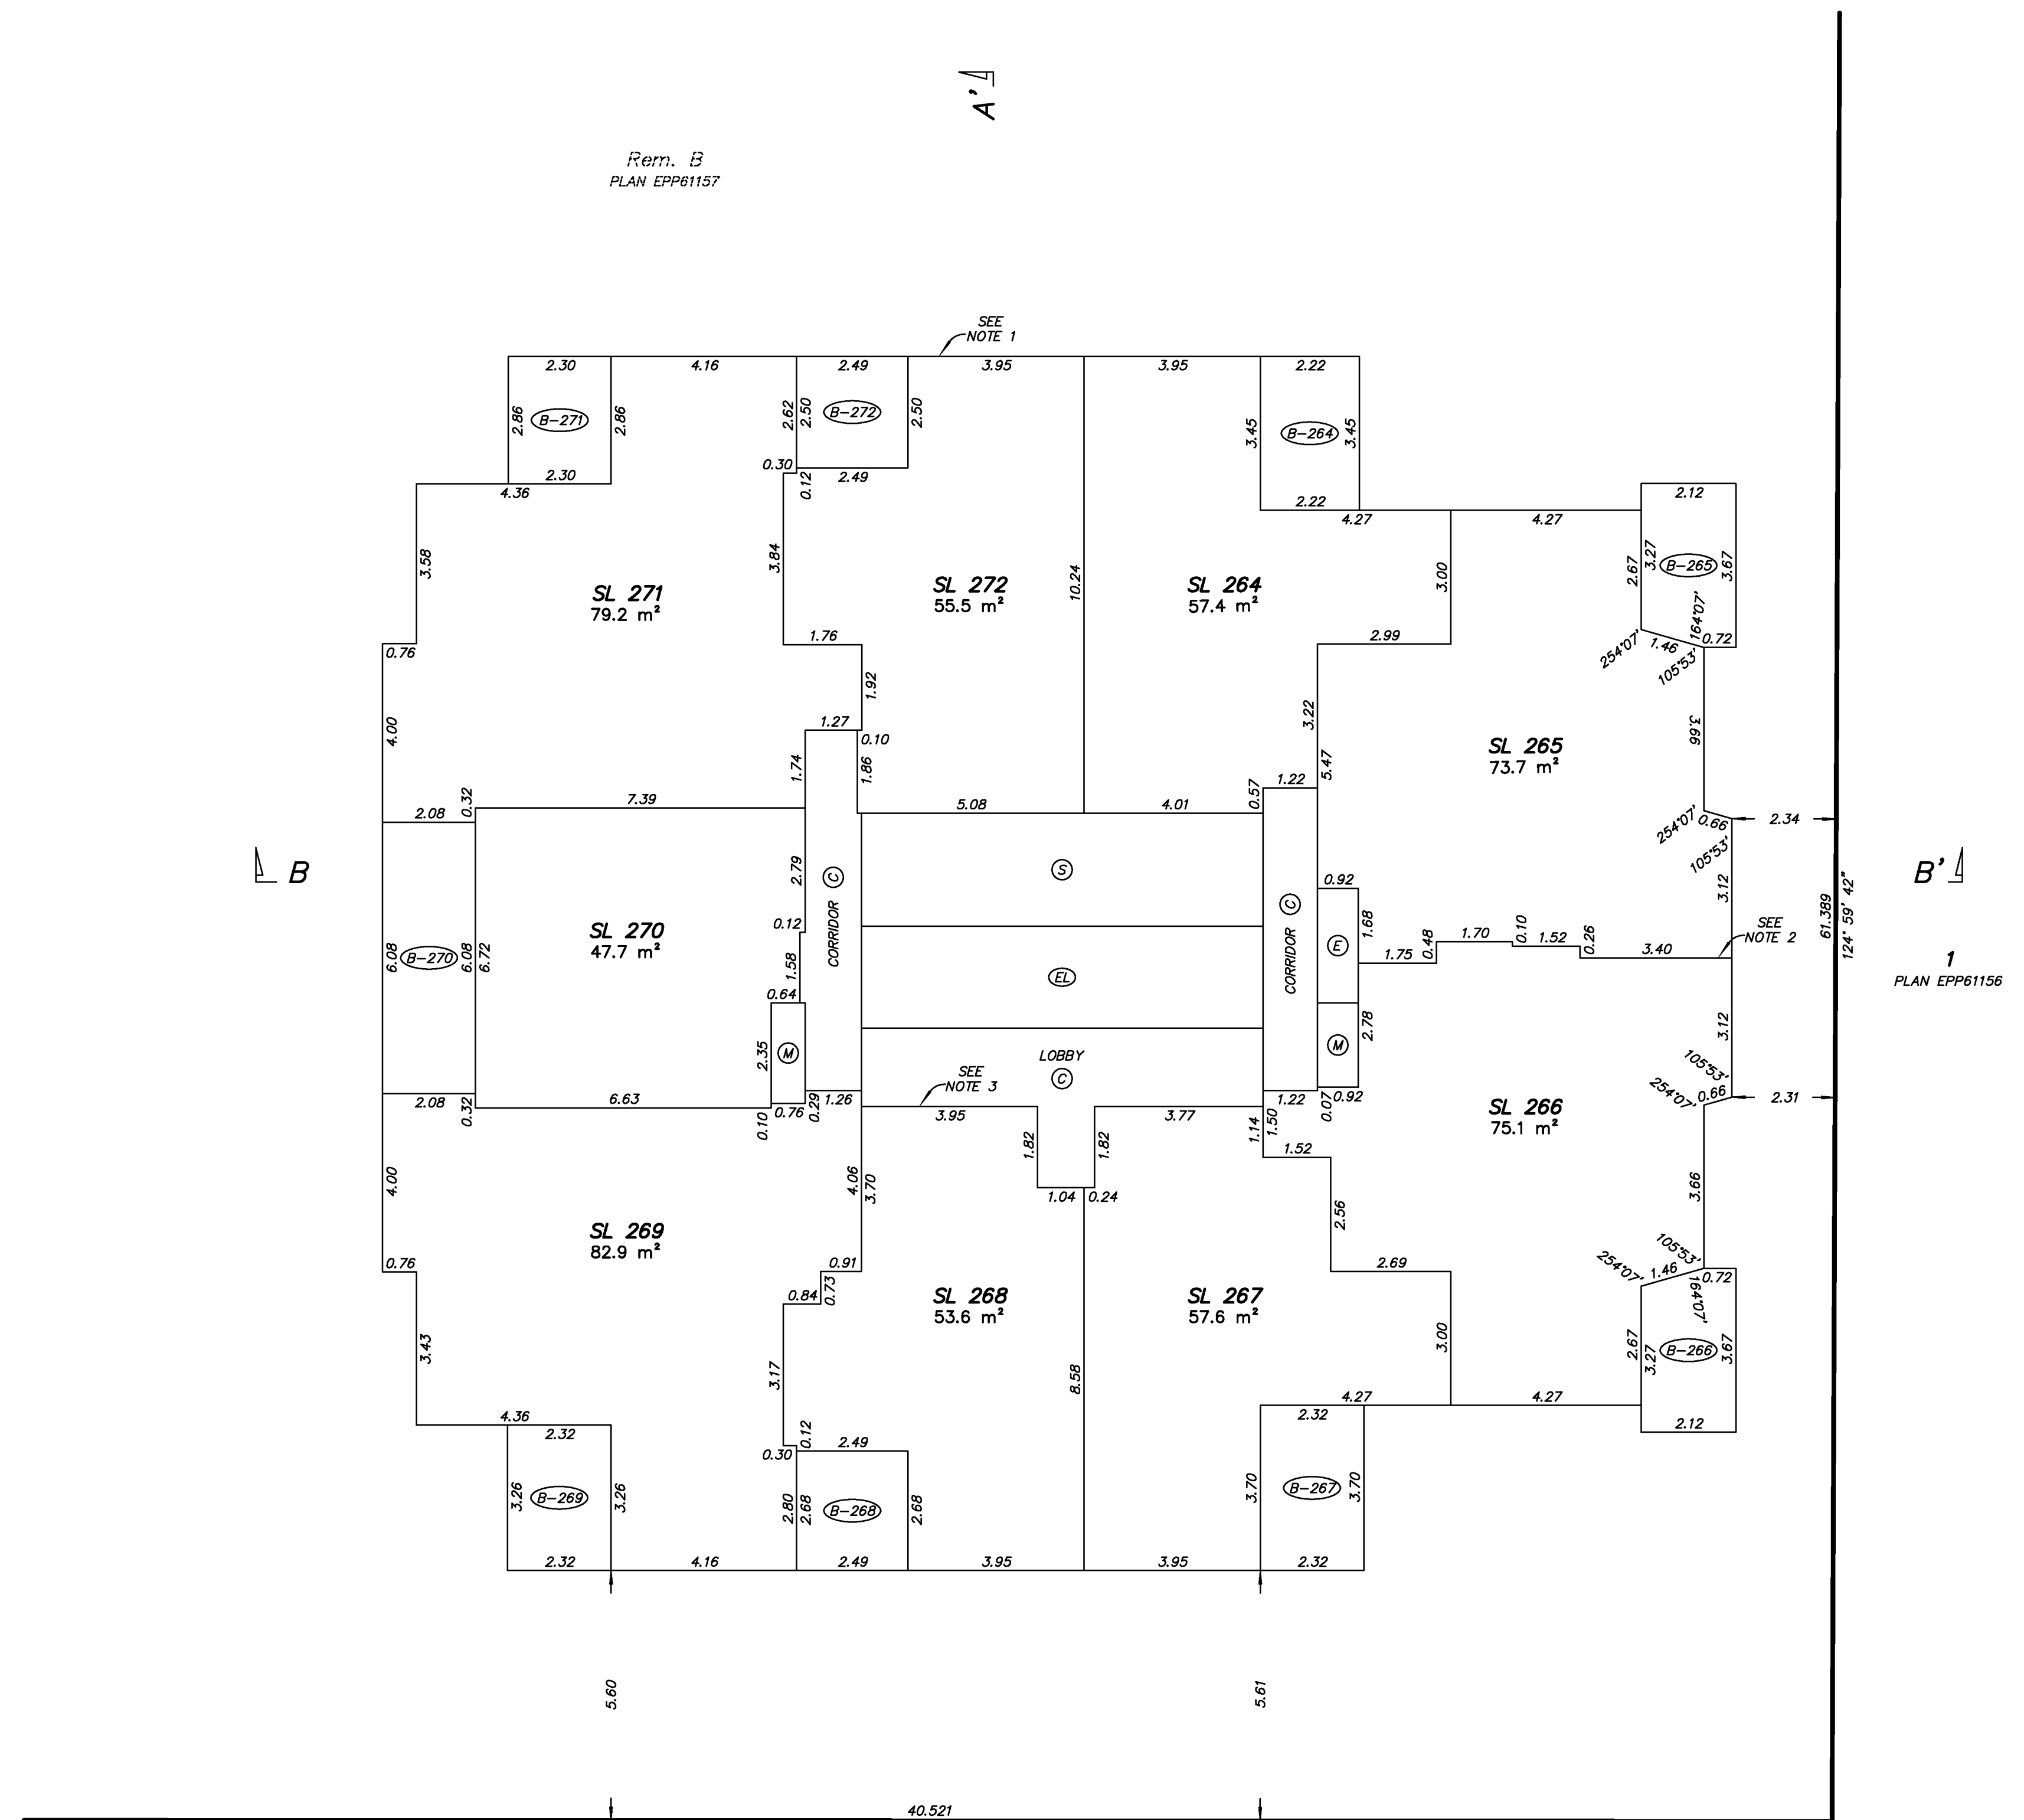 A'
Rem. B
PLAN EPP61157
SEE
NOTE 1
2.30
4.16
2.49
3.95
3.95
2.22
2.86
B-271
2.86
2.62
2.50
B-272
2.50
3.45
B-264
3.45
0.30
0.12
2.30
4.36
2.49
2.22
4.27
4.27
2.12
3.58
3.84
10.24
3.00
2.67
3.27
B-265
3.67
SL 271
79.2 m²
SL 272
55.5 m²
SL 264
57.4 m²
0.76
1.76
2.99
254°07'
1.46
164°07'
0.72
105°53'
4.00
1.92
1.27
0.10
1.74
1.86
3.22
5.47
3.66
SL 265
73.7 m²
0.32
2.08
7.39
5.08
4.01
0.57
1.22
254°07'
0.66
105°53'
2.34
B
2.79
C
CORRIDOR
S
C
CORRIDOR
0.92
1.68
E
3.12
61.389
124° 59' 42"
B'
0.12
0.48
1.75
1.70
0.10
1.52
0.26
3.40
SEE
NOTE 2
1
PLAN EPP61156
6.08
B-270
6.08
6.72
SL 270
47.7 m²
1.58
0.64
EL
2.35
M
LOBBY
C
M
2.78
3.12
SEE
NOTE 3
2.08
0.32
6.63
0.10
0.76
0.29
1.26
3.95
3.77
1.22
0.07
0.92
105°53'
254°07'
0.66
2.31
SL 266
75.1 m²
4.00
4.06
3.70
1.82
1.82
1.14
1.50
1.52
1.04
0.24
2.56
3.66
SL 269
82.9 m²
0.76
0.91
0.84
0.73
SL 268
53.6 m²
SL 267
57.6 m²
2.69
254°07'
1.46
105°53'
0.72
164°07'
3.43
3.17
8.58
3.00
2.67
3.27
B-266
3.67
4.36
2.32
0.12
0.30
2.49
4.27
2.32
4.27
2.12
3.26
B-269
3.26
2.80
2.68
B-268
2.68
3.70
B-267
3.70
2.32
4.16
2.49
3.95
3.95
2.32
5.60
5.61
40.521